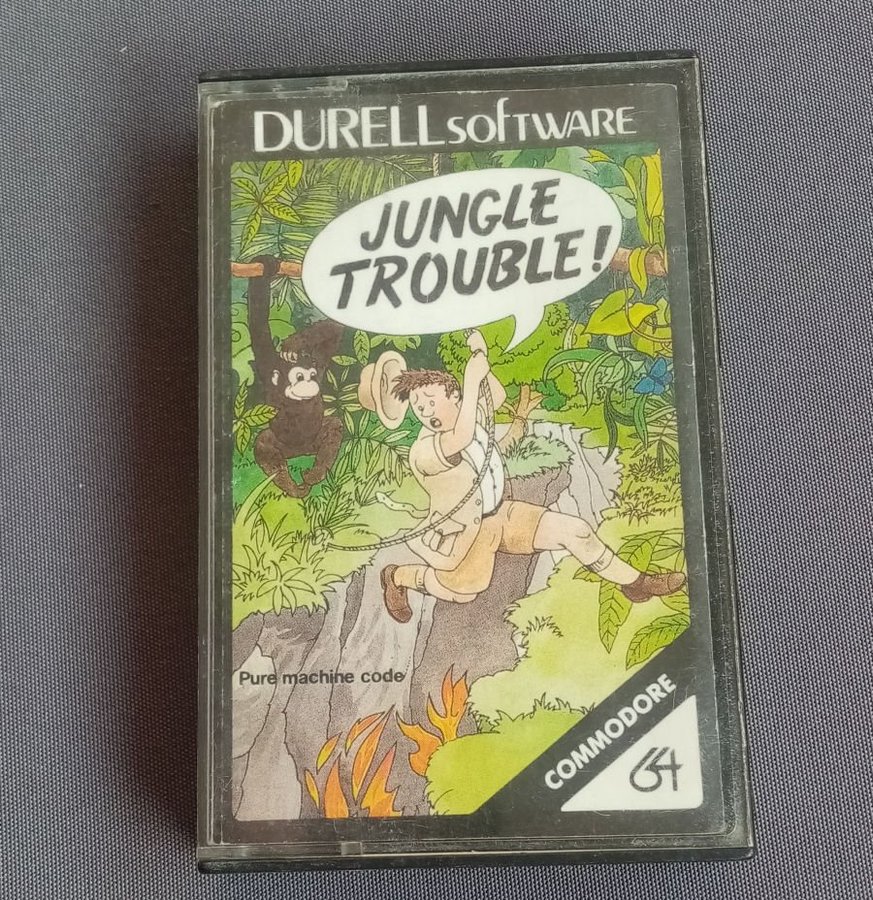 DURELL SOFTWARE
JUNGLE
TROUBLE!
Pure machine code
COMMODORE
64